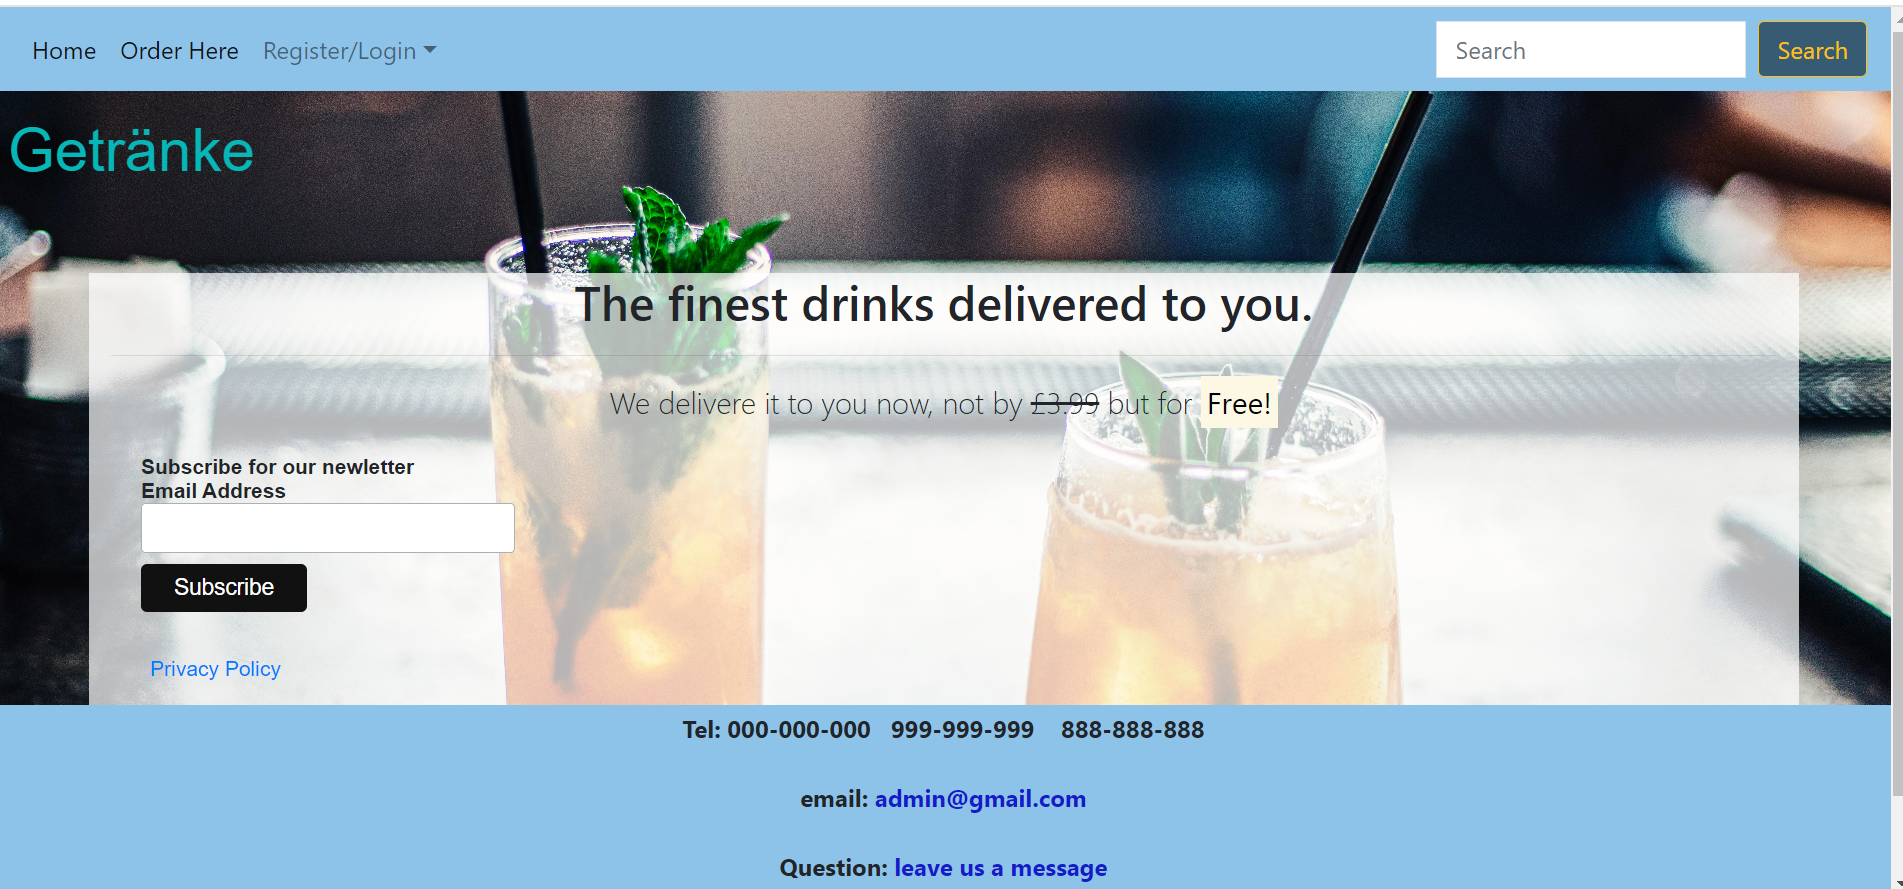 Home Order Here Register/Login Search Search
Getränke
The finest drinks delivered to you.
We delivere it to you now, not by £3.99 but for Free!
Subscribe for our newletter
Email Address
Subscribe
Privacy Policy
Tel: 000-000-000 999-999-999 888-888-888
email: admin@gmail.com
Question: leave us a message